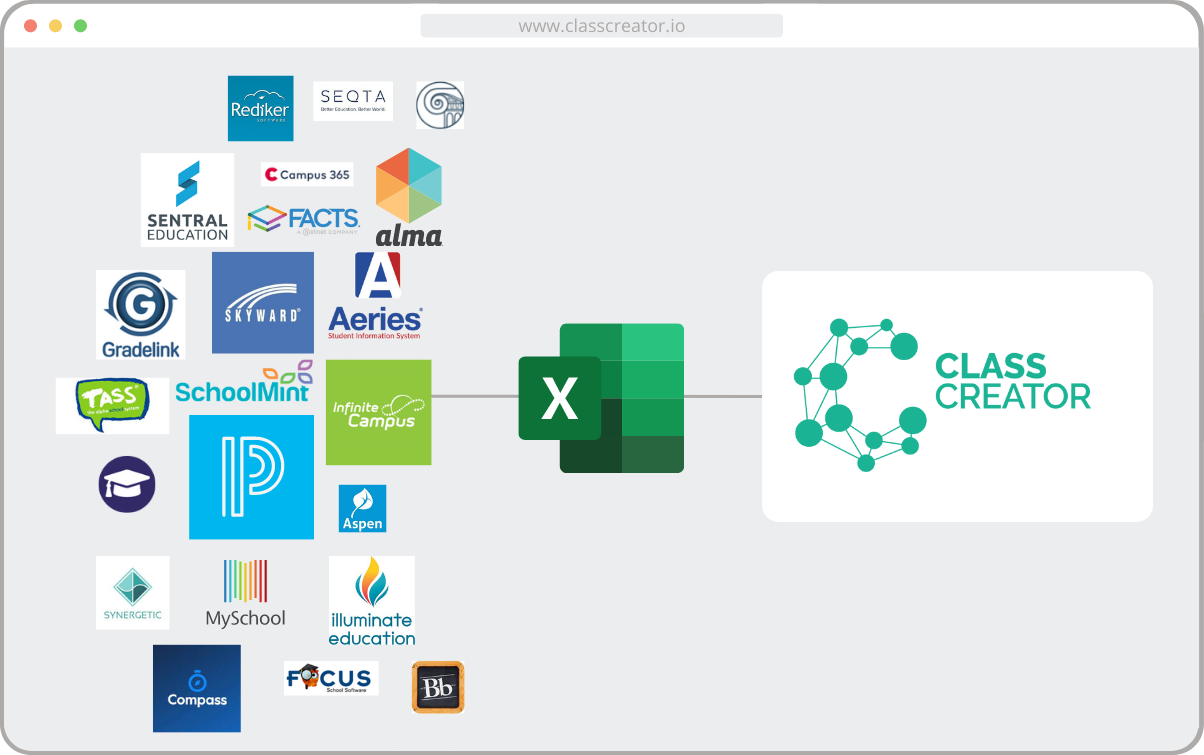 www.classcreator.io
Rediker
SOFTWARE
SEQTA
Better Education. Better World.
SENTRAL
EDUCATION
C Campus 365
FACTS
A nelnet COMPANY
alma
G
Gradelink
SKYWARD®
A
Aeries®
Student Information System
TASS®
the alpha school system
SchoolMint
Infinite
Campus
X
CLASS
CREATOR
P
Aspen
SYNERGETIC
MySchool
illuminate
education
Compass
FOCUS
School Software
Bb